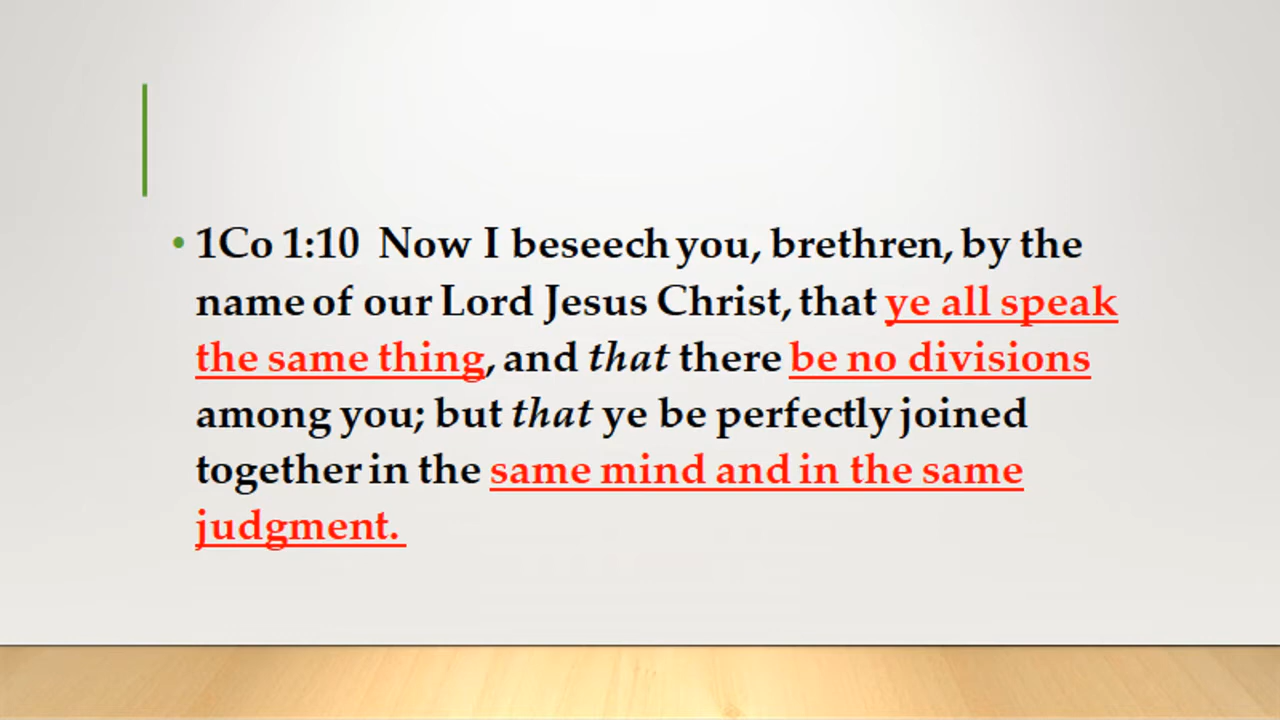 • 1Co 1:10  Now I beseech you, brethren, by the
name of our Lord Jesus Christ, that ye all speak
the same thing, and that there be no divisions
among you; but that ye be perfectly joined
together in the same mind and in the same
judgment.